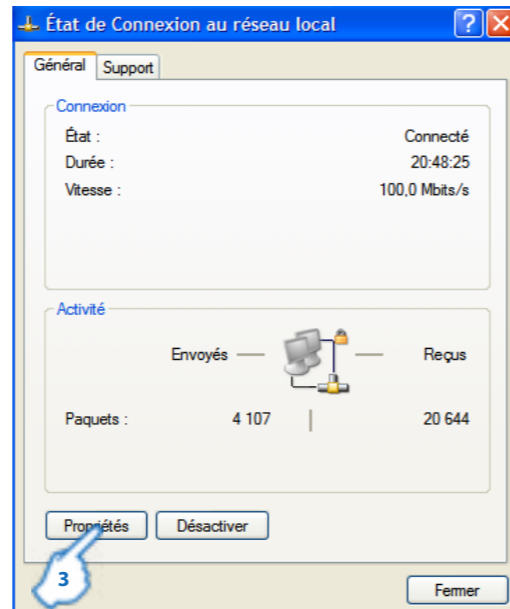 État de Connexion au réseau local
Général Support
Connexion
État : Connecté
Durée : 20:48:25
Vitesse : 100,0 Mbits/s
Activité
Envoyés Reçus
Paquets : 4 107 20 644
Propriétés Désactiver
3
Fermer